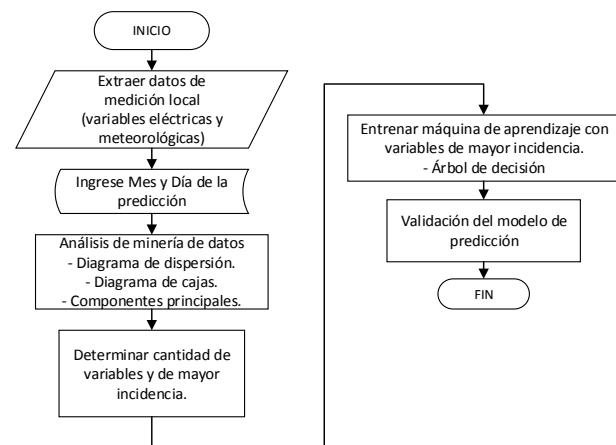 INICIO
Extraer datos de
medición local
(variables eléctricas y
meteorológicas)
Ingrese Mes y Día de la
predicción
Análisis de minería de datos
- Diagrama de dispersión.
- Diagrama de cajas.
- Componentes principales.
Determinar cantidad de
variables y de mayor
incidencia.
Entrenar máquina de aprendizaje con
variables de mayor incidencia.
- Árbol de decisión
Validación del modelo de
predicción
FIN